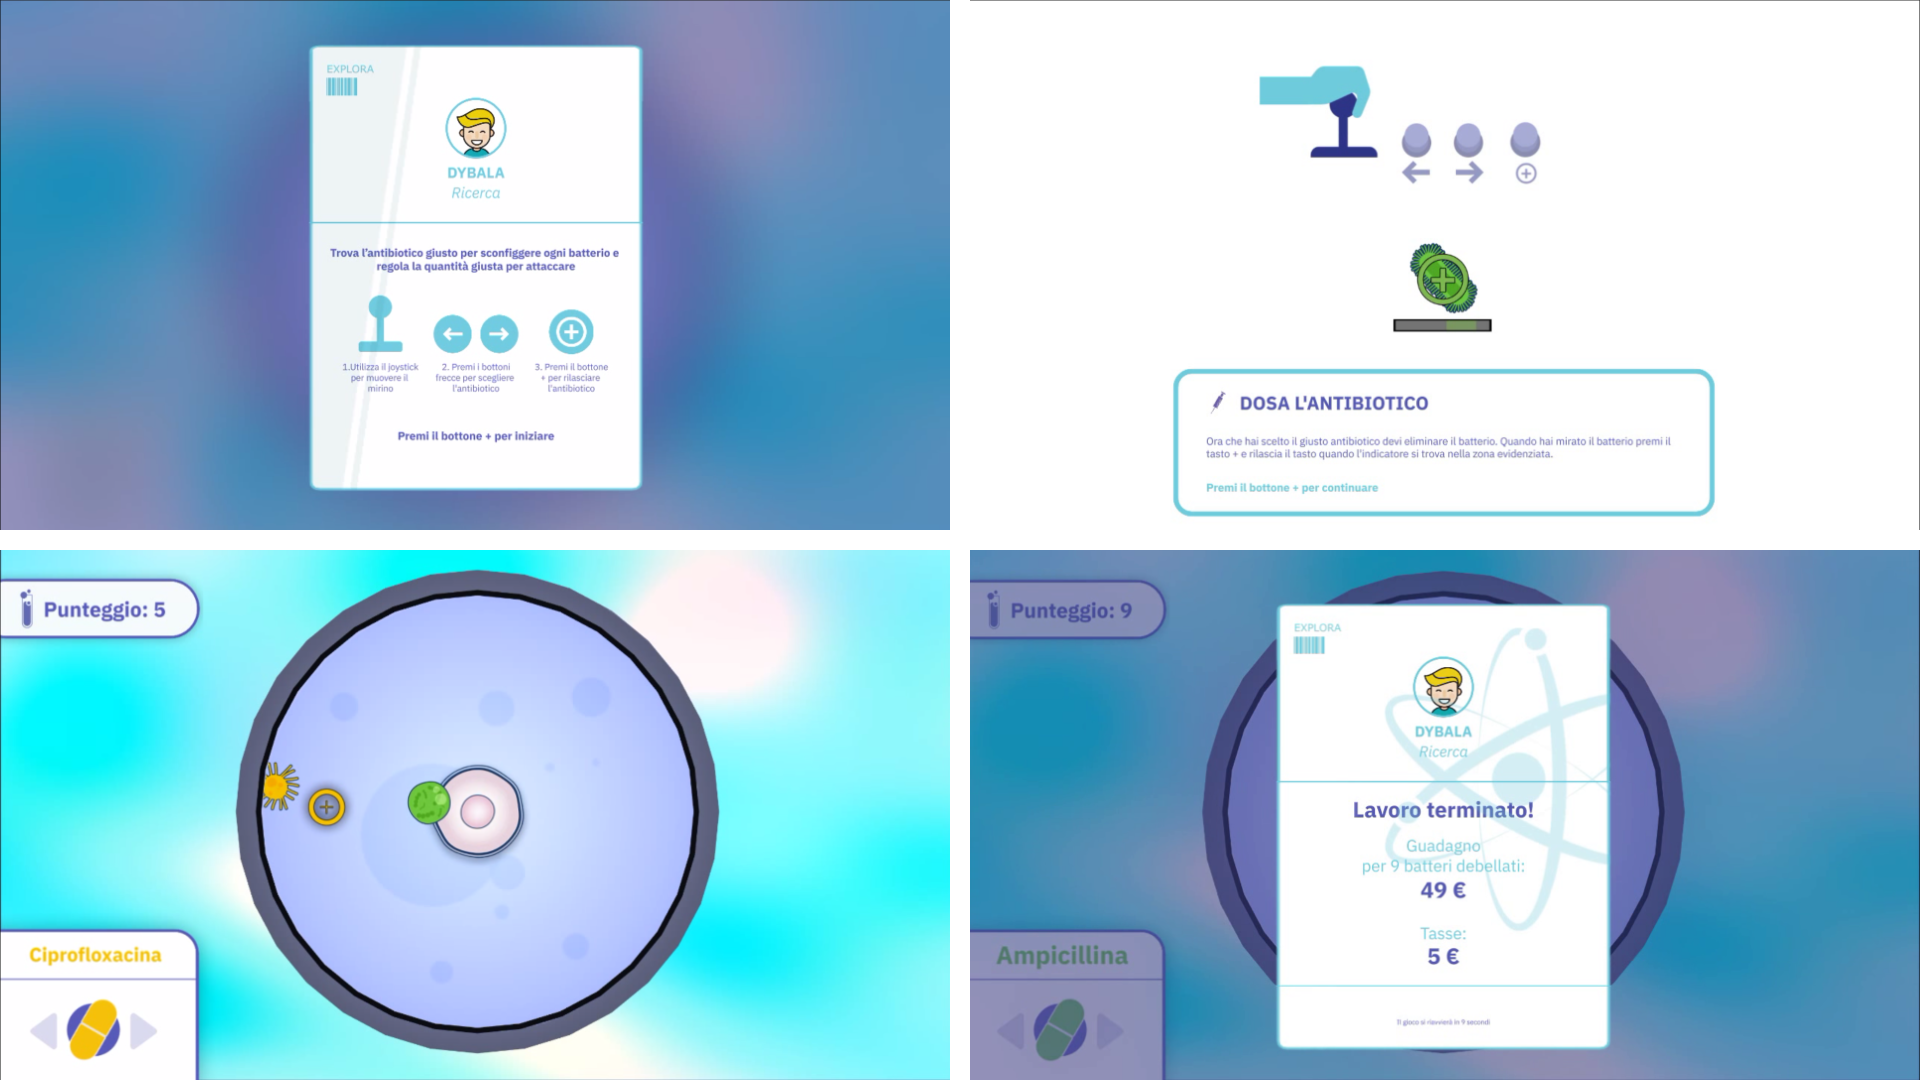 EXPLORA
DYBALA
Ricerca
Trova l'antibiotico giusto per sconfiggere ogni batterio e
regola la quantità giusta per attaccare
1.Utilizza il joystick
per muovere il
mirino
2. Premi i bottoni
frecce per scegliere
l'antibiotico
3. Premi il bottone
+ per rilasciare
l'antibiotico
Premi il bottone + per iniziare
DOSA L'ANTIBIOTICO
Ora che hai scelto il giusto antibiotico devi eliminare il batterio. Quando hai mirato il batterio premi il
tasto + e rilascia il tasto quando l'indicatore si trova nella zona evidenziata.
Premi il bottone + per continuare
Punteggio: 5
Ciprofloxacina
Punteggio: 9
EXPLORA
DYBALA
Ricerca
Lavoro terminato!
Guadagno
per 9 batteri debellati:
49 €
Tasse:
5 €
Il gioco si riavvierà in 9 secondi
Ampicillina